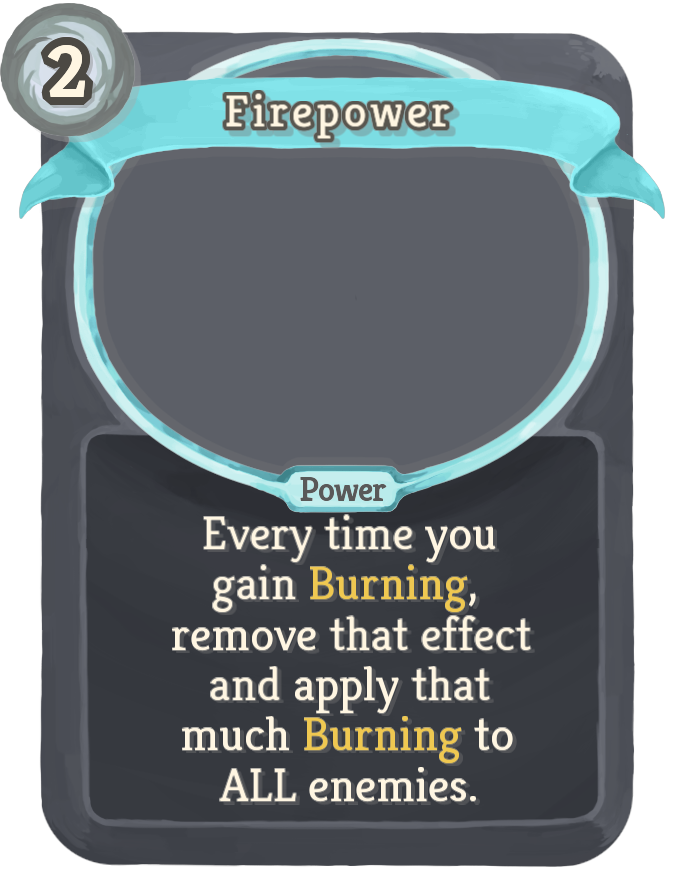 2
Firepower
Power
Every time you
gain Burning,
remove that effect
and apply that
much Burning to
ALL enemies.